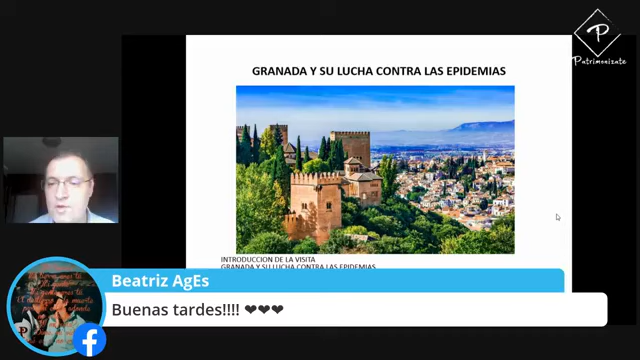 P
Patrimonizate
GRANADA Y SU LUCHA CONTRA LAS EPIDEMIAS
INTRODUCCION DE LA VISITA
GRANADA Y SU LUCHA CONTRA LAS EPIDEMIAS
Beatriz AgEs
Buenas tardes!!!! ❤❤❤
f